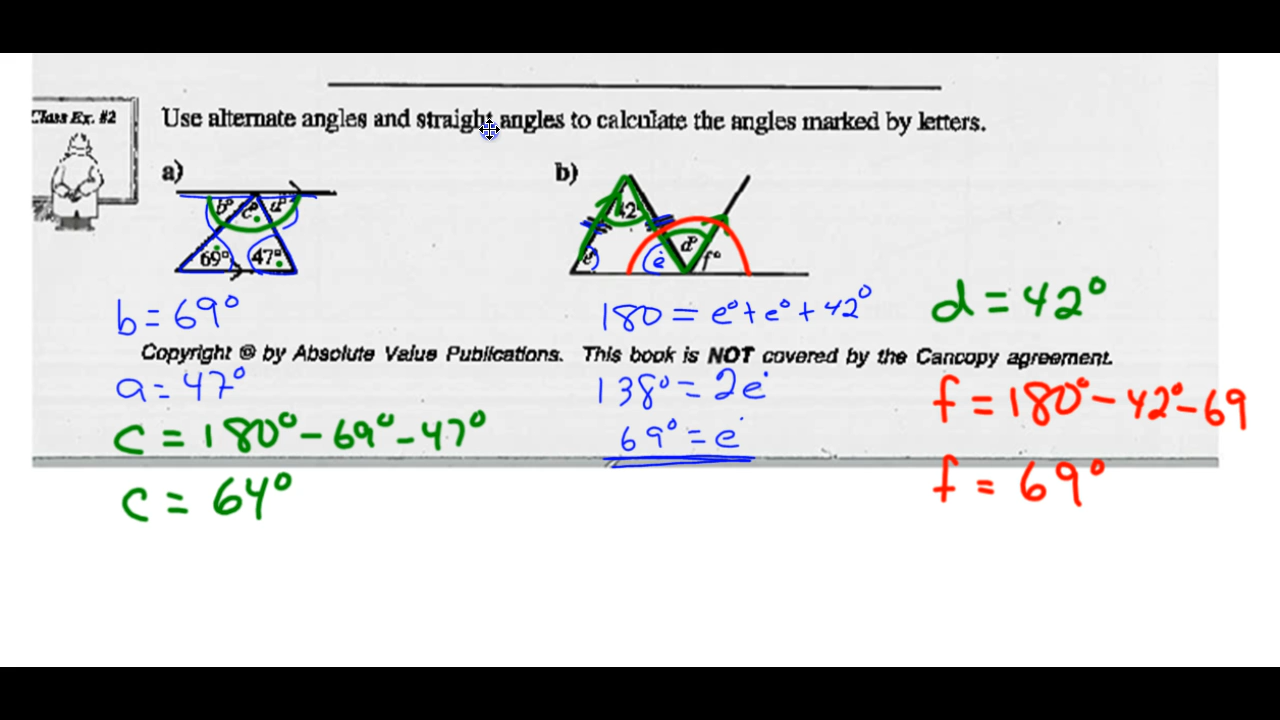 Class Ex. #2
Use alternate angles and straight angles to calculate the angles marked by letters.
a)
b° c° a°
69° 47°
b)
42
e° e d° f°
b = 69°
180 = e° + e° + 42°
d = 42°
Copyright © by Absolute Value Publications. This book is NOT covered by the Cancopy agreement.
a = 47°
138° = 2e
f = 180° - 42° - 69
c = 180° - 69° - 47°
69° = e
c = 64°
f = 69°